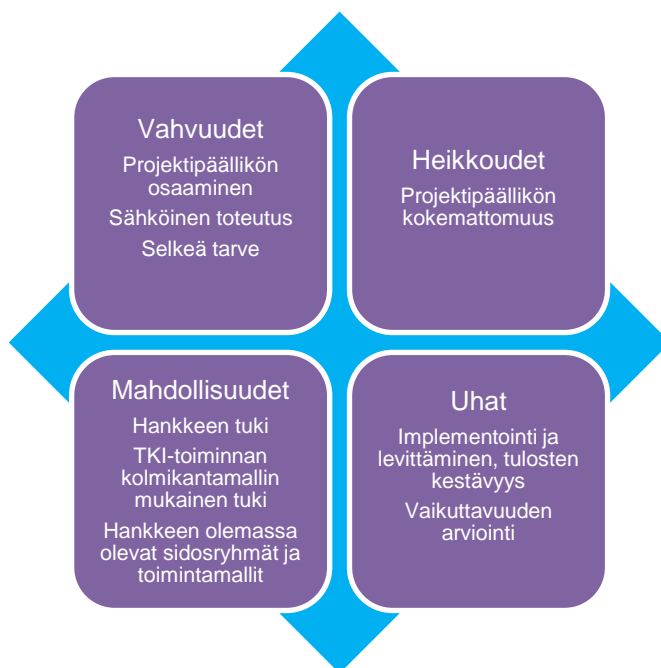 Vahvuudet
Projektipäällikön
osaaminen
Sähköinen toteutus
Selkeä tarve
Heikkoudet
Projektipäällikön
kokemattomuus
Mahdollisuudet
Hankkeen tuki
TKI-toiminnan
kolmikantamallin
mukainen tuki
Hankkeen olemassa
olevat sidosryhmät ja
toimintamallit
Uhat
Implementointi ja
levittäminen, tulosten
kestävyys
Vaikuttavuuden
arviointi